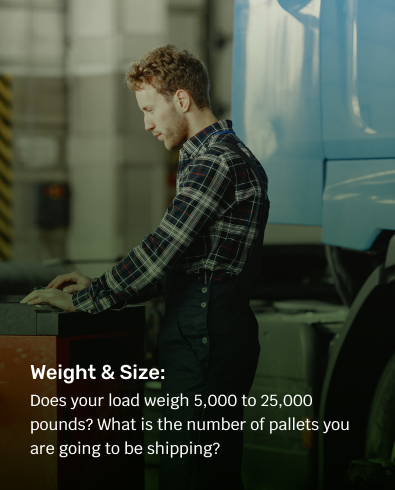 Weight & Size:
Does your load weigh 5,000 to 25,000
pounds? What is the number of pallets you
are going to be shipping?